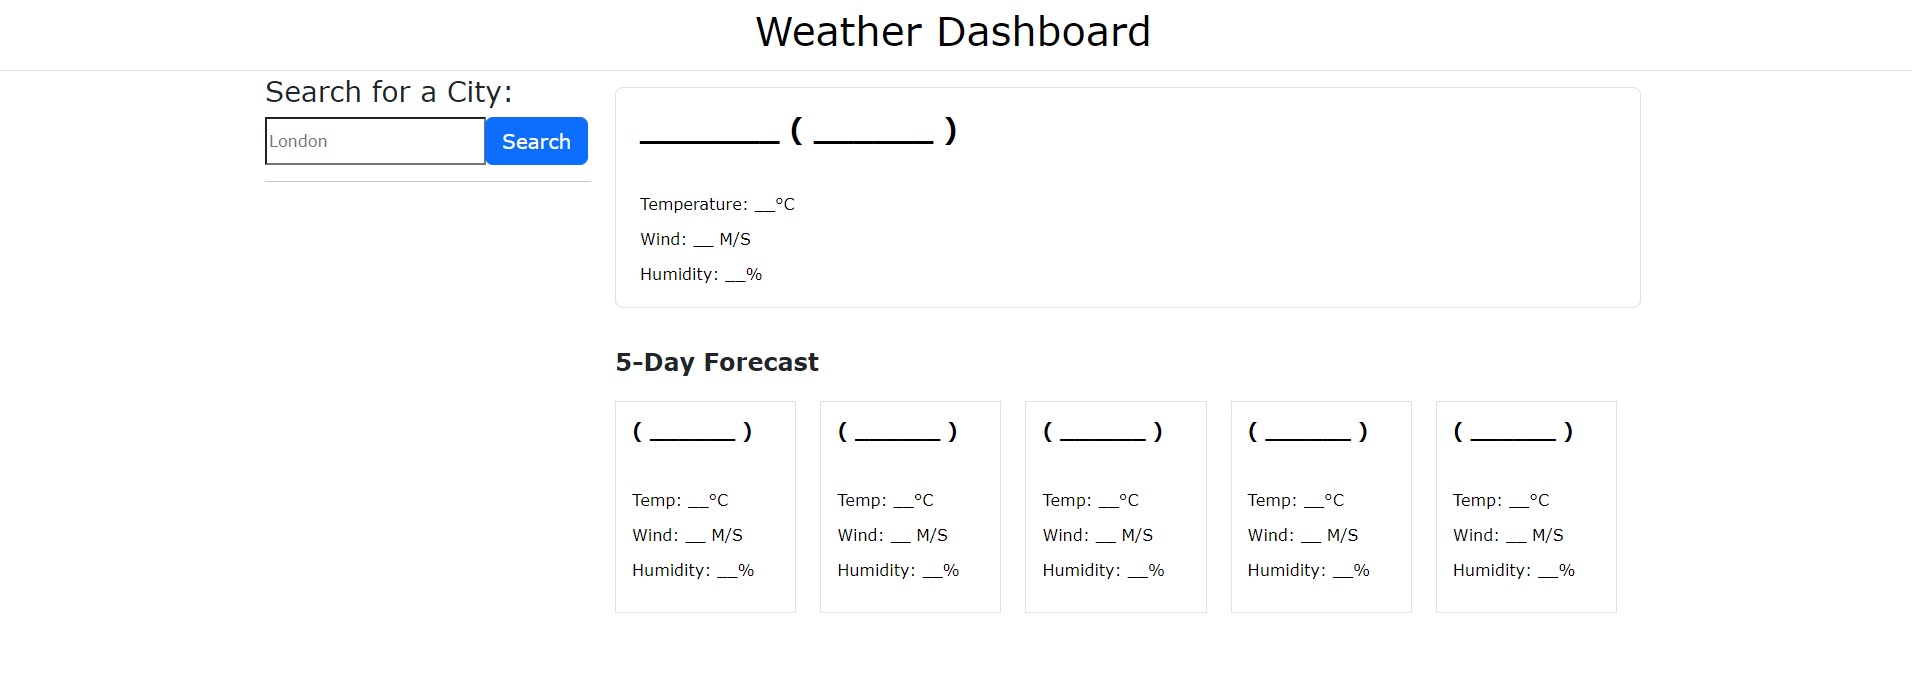 Weather Dashboard
Search for a City:
London
Search
_______ ( ______ )
Temperature: __°C
Wind: __ M/S
Humidity: __%
5-Day Forecast
( ______ )
Temp: __°C
Wind: __ M/S
Humidity: __%
( ______ )
Temp: __°C
Wind: __ M/S
Humidity: __%
( ______ )
Temp: __°C
Wind: __ M/S
Humidity: __%
( ______ )
Temp: __°C
Wind: __ M/S
Humidity: __%
( ______ )
Temp: __°C
Wind: __ M/S
Humidity: __%